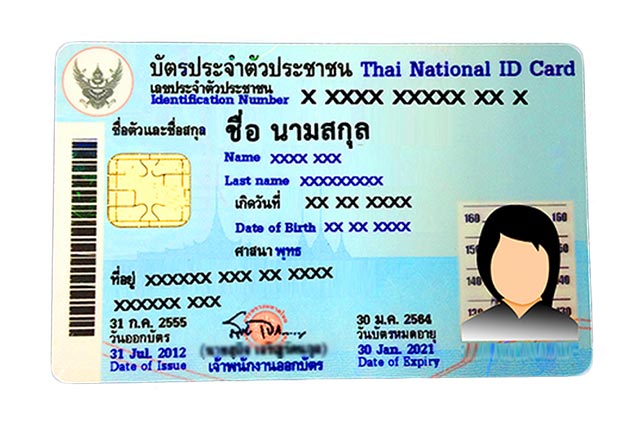 บัตรประจำตัวประชาชน Thai National ID Card
เลขประจำตัวประชาชน
Identification Number X XXXX XXXXX XX X
ชื่อตัวและชื่อสกุล ชื่อ นามสกุล
Name XXXX XXX
Last name XXXXXXXXXX
เกิดวันที่ XX XX XXXX
Date of Birth XX XX XXXX
ศาสนา พุทธ
ที่อยู่ XXXXXXX XXX XX XXXX
XXXXXX XXX
31 ก.ค. 2555
วันออกบัตร
31 Jul. 2012
Date of Issue
เจ้าพนักงานออกบัตร
30 ม.ค. 2564
วันบัตรหมดอายุ
30 Jan. 2021
Date of Expiry
160 160
150 150
140 140
130 130